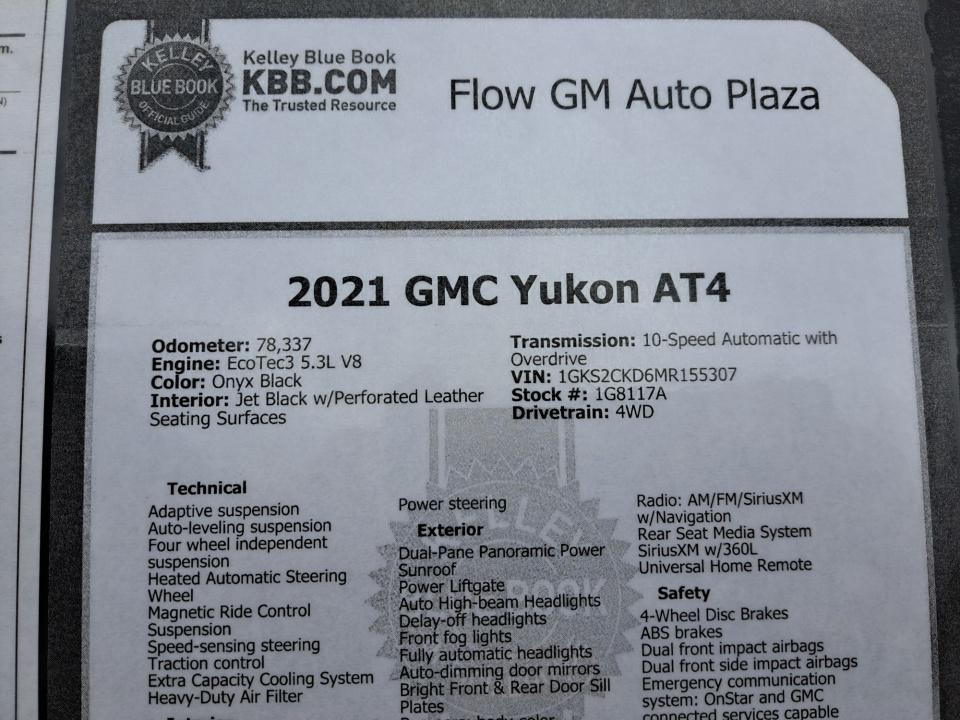 m.
N)
KELLEY
BLUE BOOK
OFFICIAL GUIDE
Kelley Blue Book
KBB.COM
The Trusted Resource
Flow GM Auto Plaza
2021 GMC Yukon AT4
Odometer: 78,337
Engine: EcoTec3 5.3L V8
Color: Onyx Black
Interior: Jet Black w/Perforated Leather
Seating Surfaces
Transmission: 10-Speed Automatic with
Overdrive
VIN: 1GKS2CKD6MR155307
Stock #: 1G8117A
Drivetrain: 4WD
Technical
Adaptive suspension
Auto-leveling suspension
Four wheel independent
suspension
Heated Automatic Steering
Wheel
Magnetic Ride Control
Suspension
Speed-sensing steering
Traction control
Extra Capacity Cooling System
Heavy-Duty Air Filter
Interior
Power steering
Exterior
Dual-Pane Panoramic Power
Sunroof
Power Liftgate
Auto High-beam Headlights
Delay-off headlights
Front fog lights
Fully automatic headlights
Auto-dimming door mirrors
Bright Front & Rear Door Sill
Plates
Radio: AM/FM/SiriusXM
w/Navigation
Rear Seat Media System
SiriusXM w/360L
Universal Home Remote
Safety
4-Wheel Disc Brakes
ABS brakes
Dual front impact airbags
Dual front side impact airbags
Emergency communication
system: OnStar and GMC
connected services capable